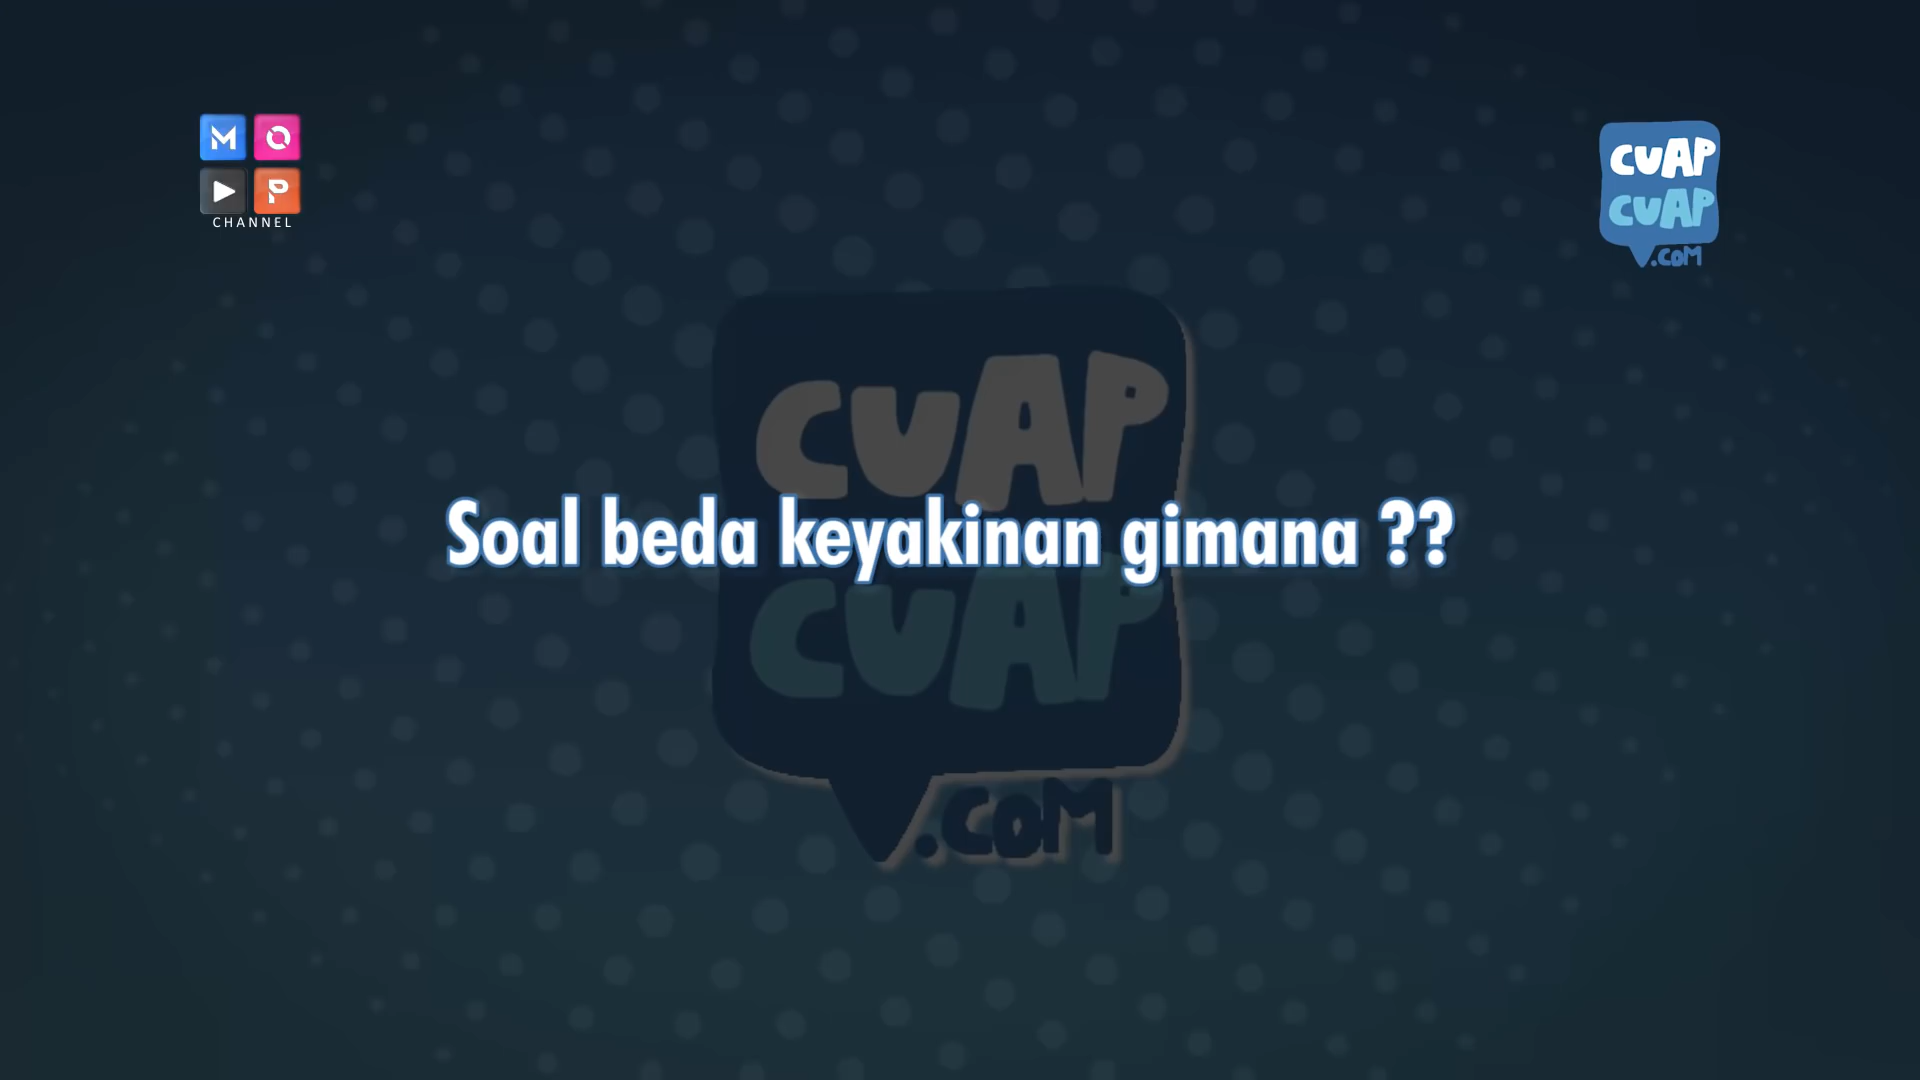 M O
P
CHANNEL
CUAP
CUAP
.COM
CUAP
Soal beda keyakinan gimana ??
CUAP
.COM